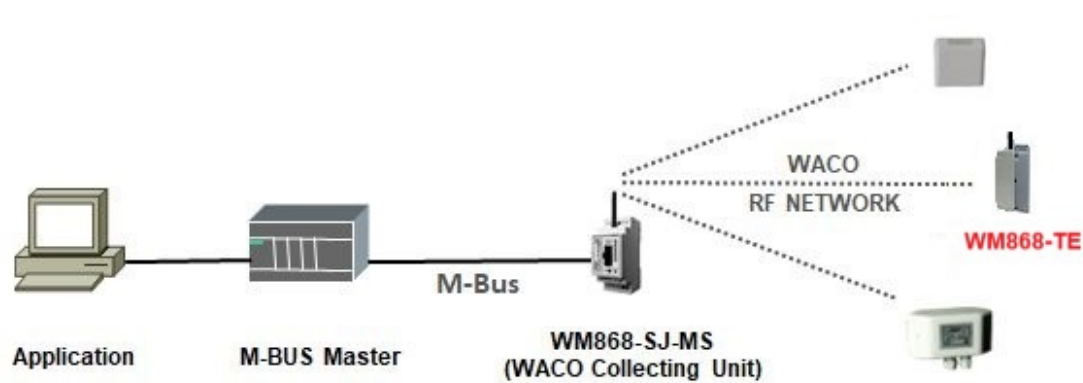 WACO
RF NETWORK
WM868-TE
M-Bus
Application
M-BUS Master
WM868-SJ-MS
(WACO Collecting Unit)